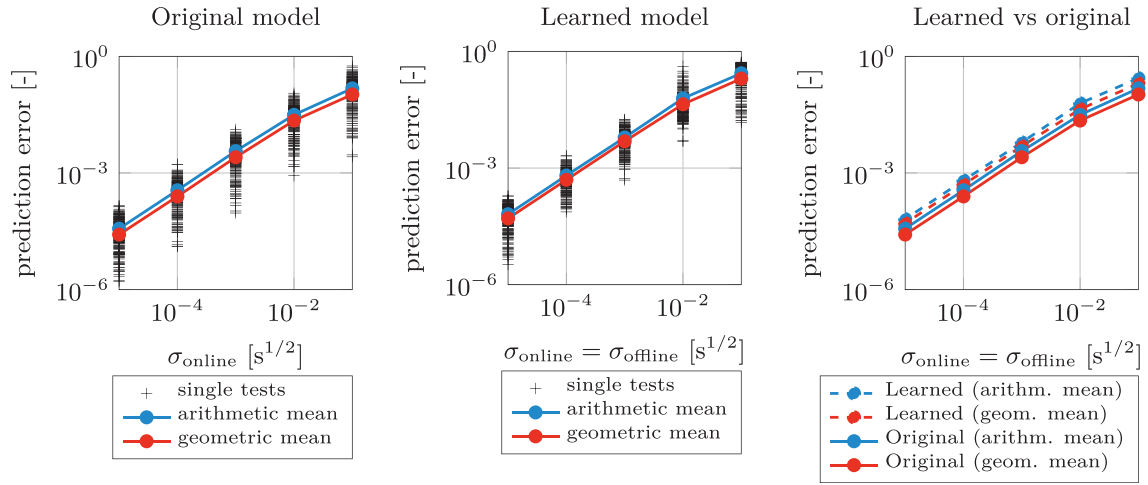 Original model
prediction error [-]
10^0
10^{-3}
10^{-6}
10^{-4}
10^{-2}
σ_online [s^{1/2}]
single tests
arithmetic mean
geometric mean
Learned model
prediction error [-]
10^0
10^{-3}
10^{-6}
10^{-4}
10^{-2}
σ_online = σ_offline [s^{1/2}]
single tests
arithmetic mean
geometric mean
Learned vs original
prediction error [-]
10^0
10^{-3}
10^{-6}
10^{-4}
10^{-2}
σ_online = σ_offline [s^{1/2}]
Learned (arithm. mean)
Learned (geom. mean)
Original (arithm. mean)
Original (geom. mean)